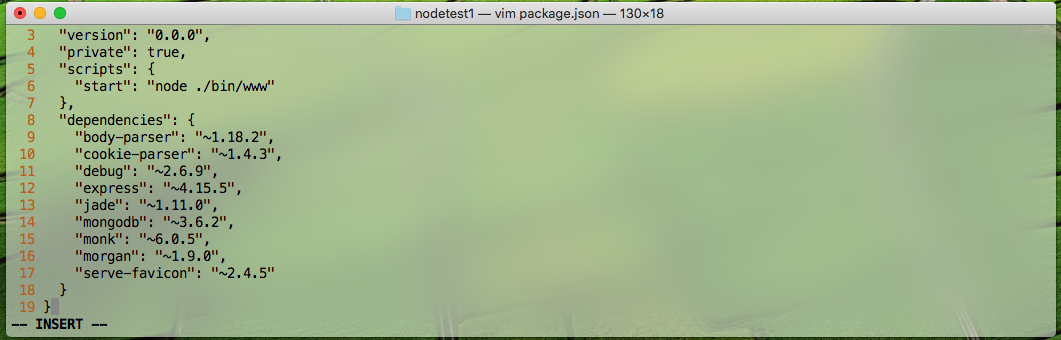 nodetest1 — vim package.json — 130×18
3 "version": "0.0.0",
4 "private": true,
5 "scripts": {
6 "start": "node ./bin/www"
7 },
8 "dependencies": {
9 "body-parser": "~1.18.2",
10 "cookie-parser": "~1.4.3",
11 "debug": "~2.6.9",
12 "express": "~4.15.5",
13 "jade": "~1.11.0",
14 "mongodb": "~3.6.2",
15 "monk": "~6.0.5",
16 "morgan": "~1.9.0",
17 "serve-favicon": "~2.4.5"
18 }
19 }
-- INSERT --